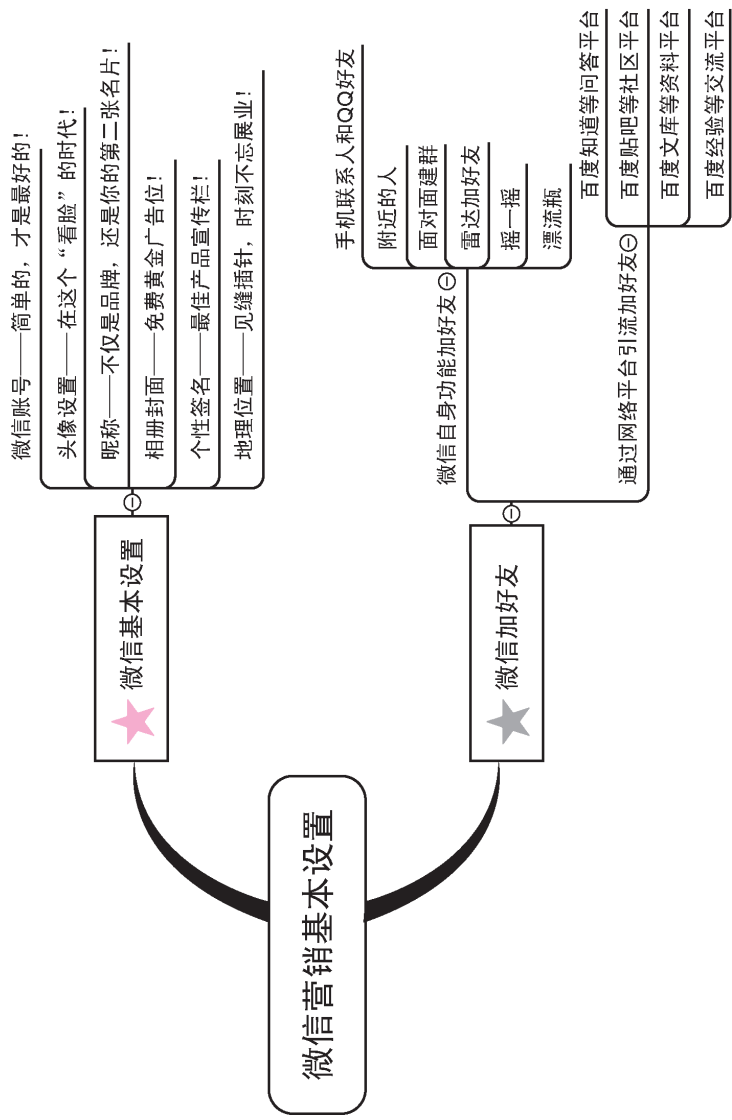 微信营销基本设置
微信基本设置
微信账号——简单的，才是最好的！
头像设置——在这个“看脸”的时代！
昵称——不仅是品牌，还是你的第二张名片！
相册封面——免费黄金广告位！
个性签名——最佳产品宣传栏！
地理位置——见缝插针，时刻不忘展业！
微信加好友
微信自身功能加好友
手机联系人和QQ好友
附近的人
面对面建群
雷达加好友
摇一摇
漂流瓶
通过网络平台引流加好友
百度知道等问答平台
百度贴吧等社区平台
百度文库等资料平台
百度经验等交流平台